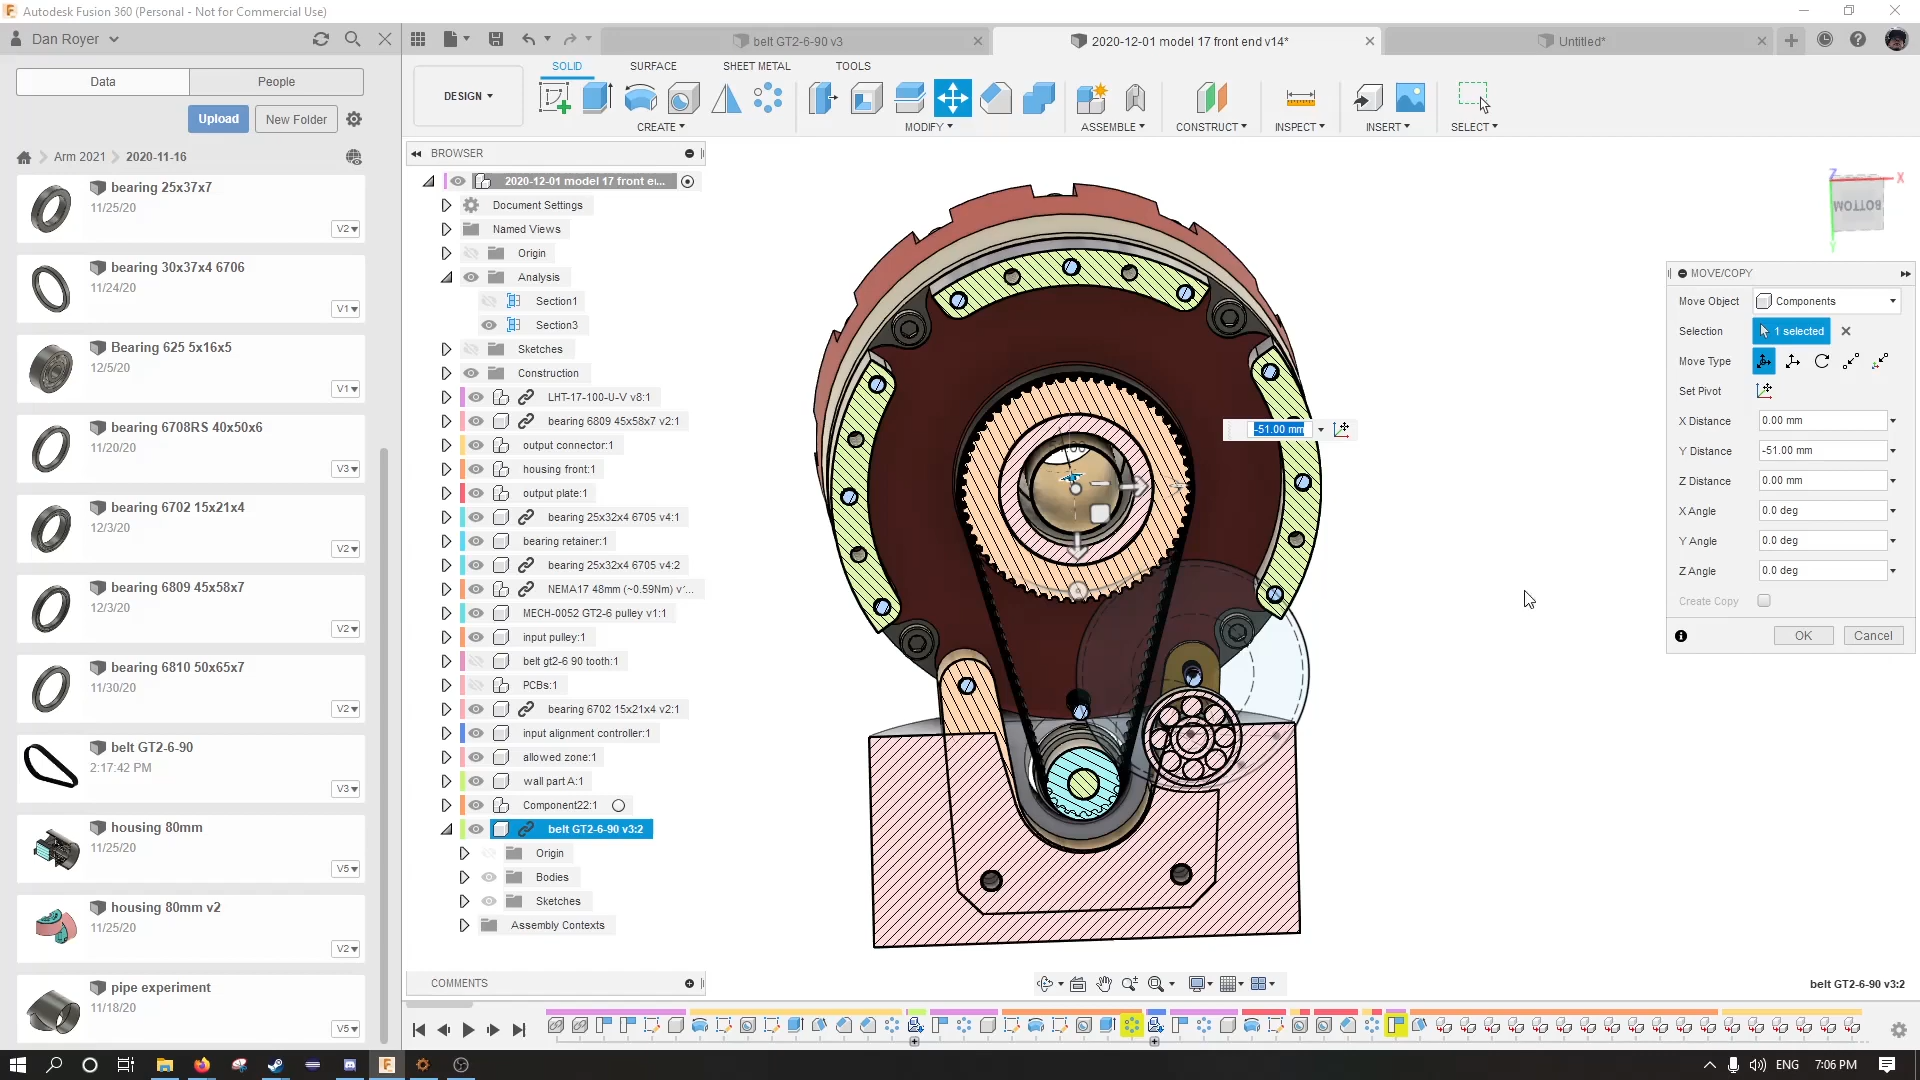 Autodesk Fusion 360 (Personal - Not for Commercial Use)
Dan Royer
belt GT2-6-90 v3
2020-12-01 model 17 front end v14*
Untitled*
Data
People
Upload
New Folder
Arm 2021
2020-11-16
bearing 25x37x7
11/25/20
V2
bearing 30x37x4 6706
11/24/20
V1
Bearing 625 5x16x5
12/5/20
V1
bearing 6708RS 40x50x6
11/20/20
V3
bearing 6702 15x21x4
12/3/20
V2
bearing 6809 45x58x7
12/3/20
V2
bearing 6810 50x65x7
11/30/20
V2
belt GT2-6-90
2:17:42 PM
V3
housing 80mm
11/25/20
V5
housing 80mm v2
11/25/20
V2
pipe experiment
11/18/20
V5
DESIGN
SOLID
SURFACE
SHEET METAL
TOOLS
CREATE
MODIFY
ASSEMBLE
CONSTRUCT
INSPECT
INSERT
SELECT
BROWSER
2020-12-01 model 17 front e...
Document Settings
Named Views
Origin
Analysis
Section1
Section3
Sketches
Construction
LHT-17-100-U-V v8:1
bearing 6809 45x58x7 v2:1
output connector:1
housing front:1
output plate:1
bearing 25x32x4 6705 v4:1
bearing retainer:1
bearing 25x32x4 6705 v4:2
NEMA17 48mm (~0.59Nm) v'...
MECH-0052 GT2-6 pulley v1:1
input pulley:1
belt gt2-6 90 tooth:1
PCBs:1
bearing 6702 15x21x4 v2:1
input alignment controller:1
allowed zone:1
wall part A:1
Component22:1
belt GT2-6-90 v3:2
Origin
Bodies
Sketches
Assembly Contexts
COMMENTS
-51.00 mm
Z
X
BOTTOM
Y
MOVE/COPY
Move Object
Components
Selection
1 selected
Move Type
Set Pivot
X Distance
0.00 mm
Y Distance
-51.00 mm
Z Distance
0.00 mm
X Angle
0.0 deg
Y Angle
0.0 deg
Z Angle
0.0 deg
Create Copy
OK
Cancel
belt GT2-6-90 v3:2
ENG
7:06 PM